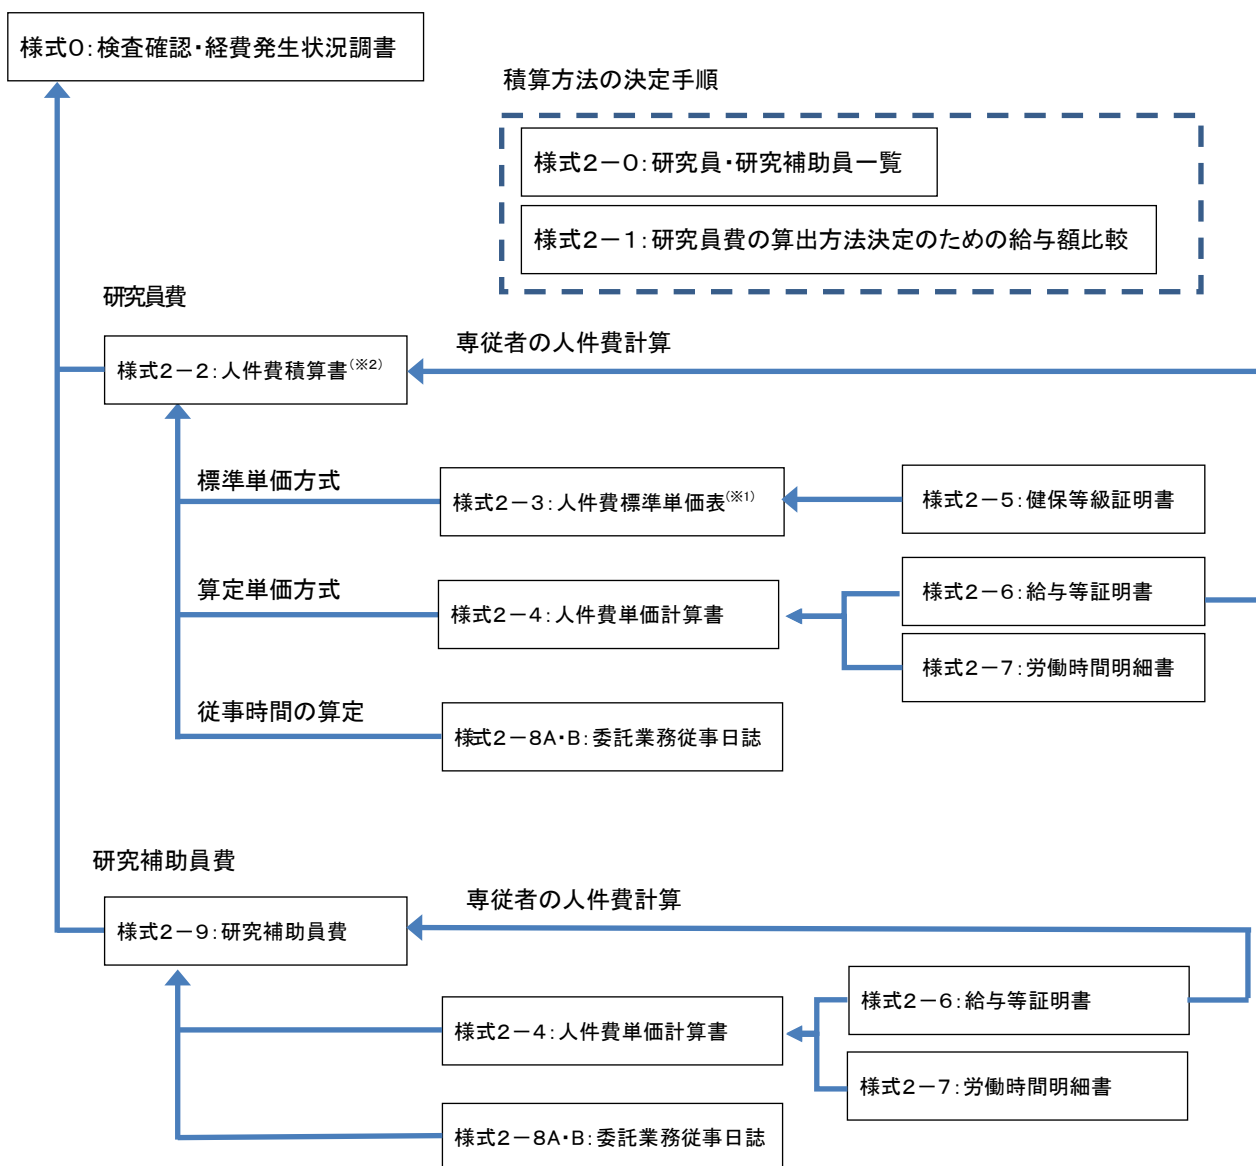 様式0:検査確認・経費発生状況調書
積算方法の決定手順
様式2-0:研究員・研究補助員一覧
様式2-1:研究員費の算出方法決定のための給与額比較
研究員費
専従者の人件費計算
様式2-2:人件費積算書(※2)
標準単価方式
様式2-3:人件費標準単価表(※1)
様式2-5:健保等級証明書
算定単価方式
様式2-4:人件費単価計算書
様式2-6:給与等証明書
様式2-7:労働時間明細書
従事時間の算定
様式2-8A・B:委託業務従事日誌
研究補助員費
専従者の人件費計算
様式2-9:研究補助員費
様式2-6:給与等証明書
様式2-4:人件費単価計算書
様式2-7:労働時間明細書
様式2-8A・B:委託業務従事日誌